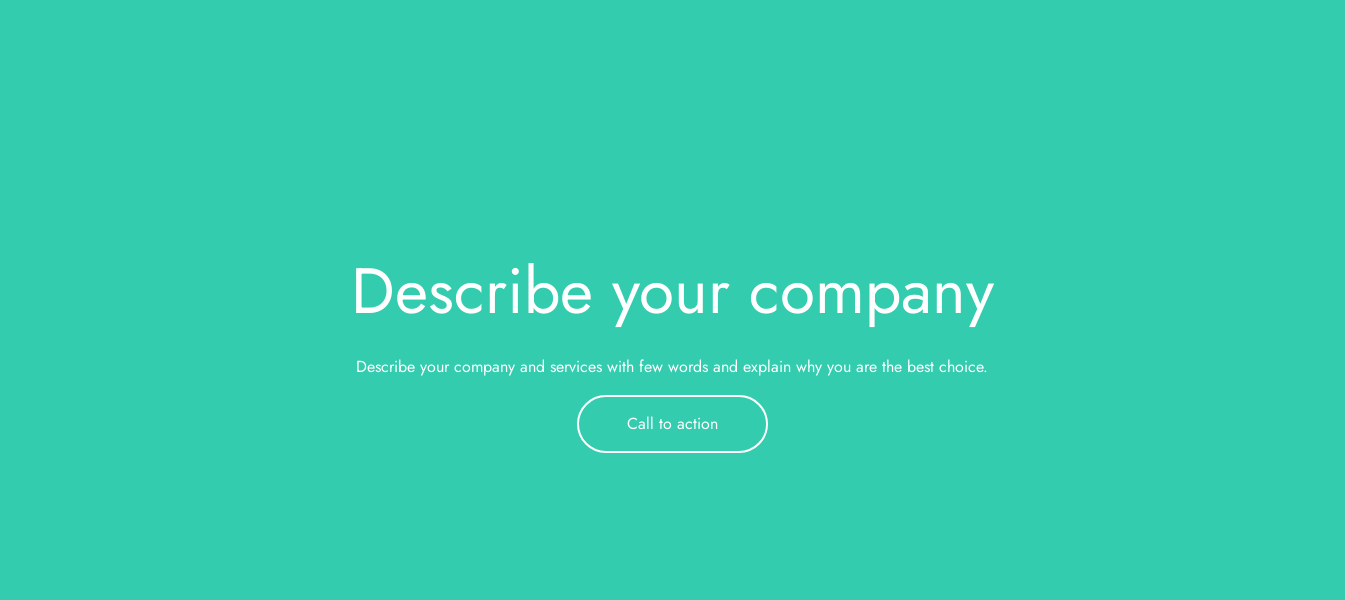 Describe your company
Describe your company and services with few words and explain why you are the best choice.
Call to action